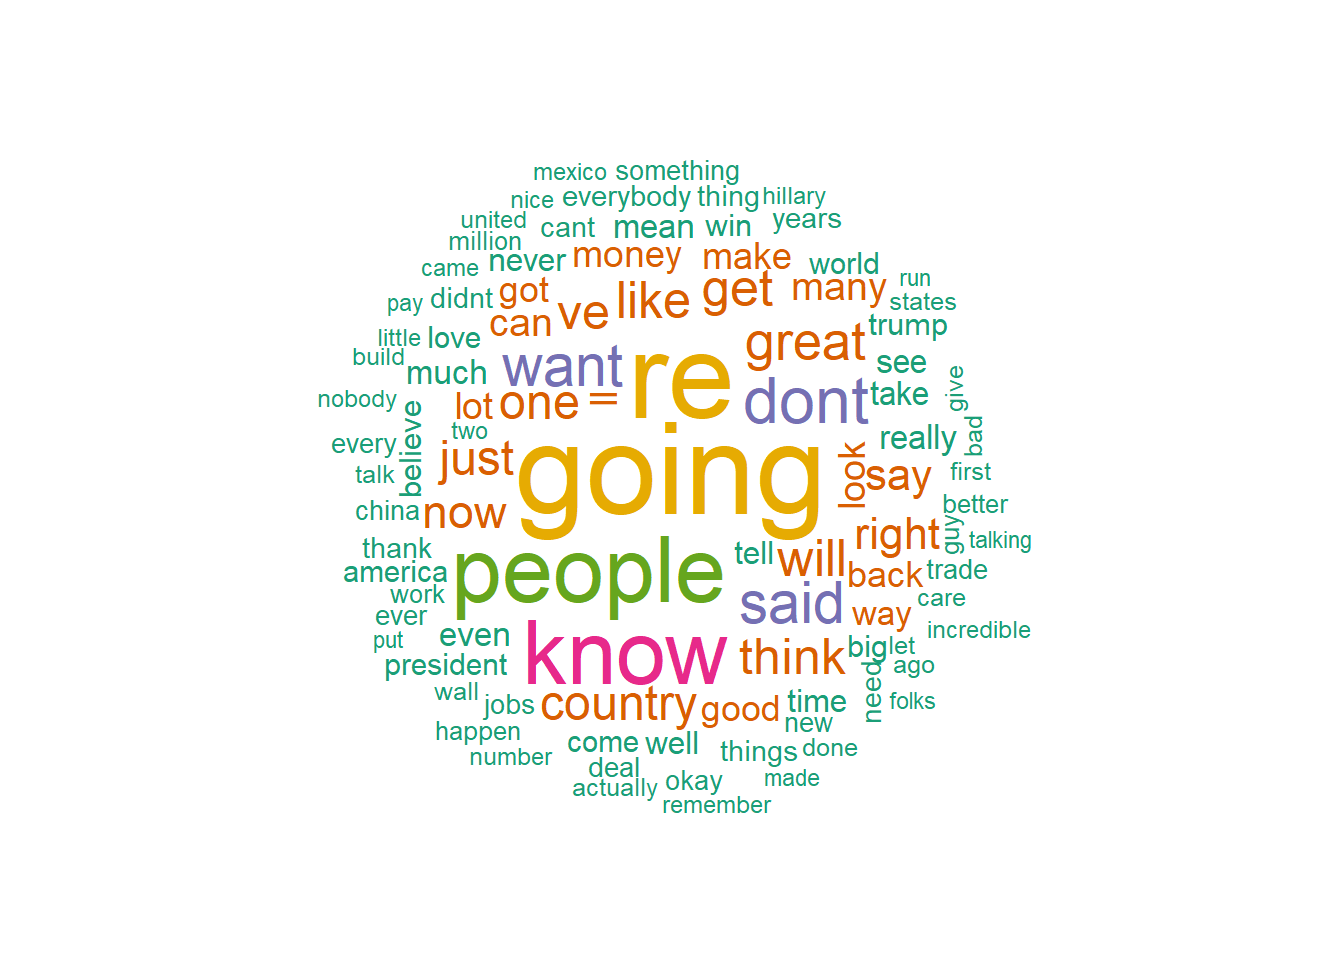 mexico something
nice everybody thing hillary
united cant mean win years
million never money make world
came got ve like get many run
pay didnt can great states
little love trump
build much want re see
nobody lot one = dont take give
every believe two just going look say really bad
talk first
china now better
thank right guy talking
america people tell will back trade
work said way care
ever even incredible
put know think big let
president ago
wall jobs country good time need folks
happen new
number come well things done
deal made
actually okay
remember